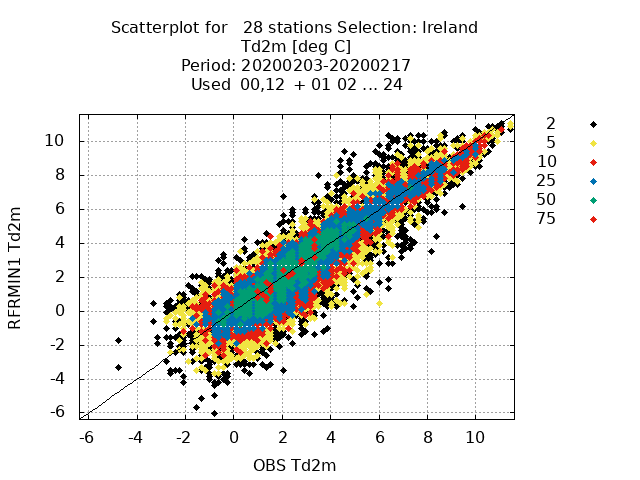 Scatterplot for   28 stations Selection: Ireland
Td2m [deg C]
Period: 20200203-20200217
Used 00,12 + 01 02 ... 24
RFRMIN1 Td2m
10
8
6
4
2
0
-2
-4
-6
-6 -4 -2 0 2 4 6 8 10
OBS Td2m
2
5
10
25
50
75